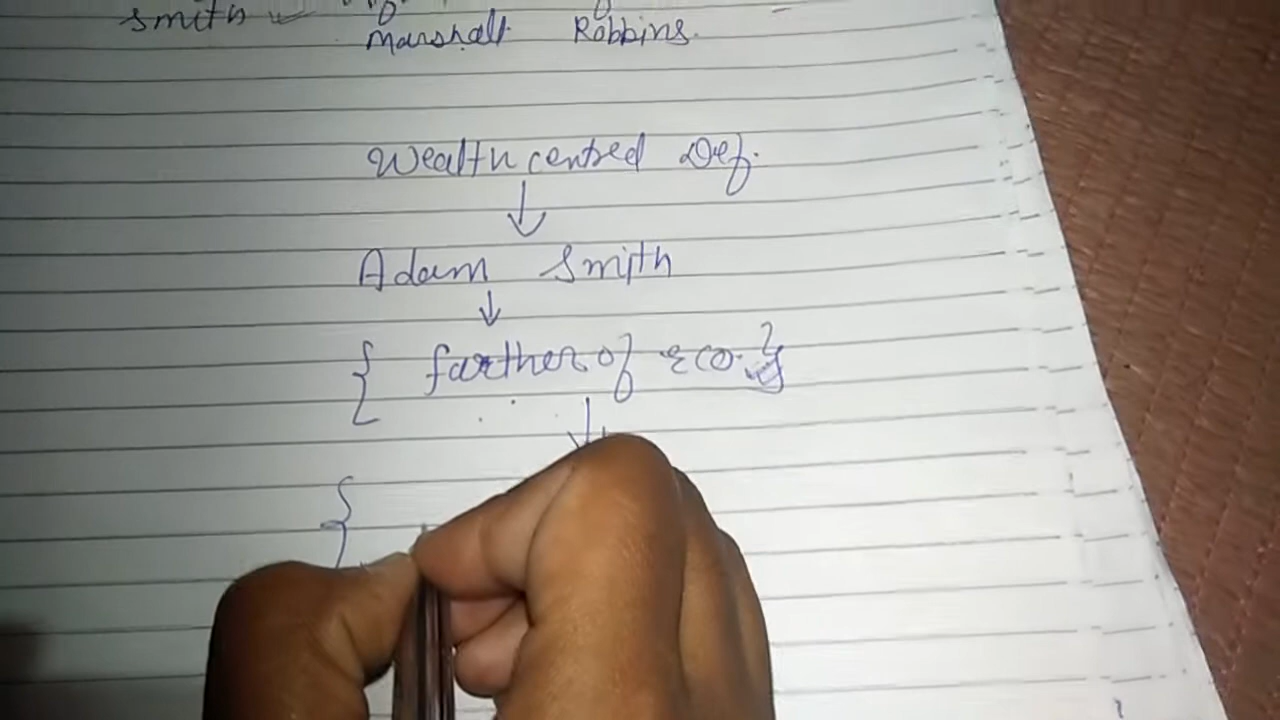 Smith Marshall Robbins.
Wealth centred Def.
Adam Smith
{ farther of eco. }
{